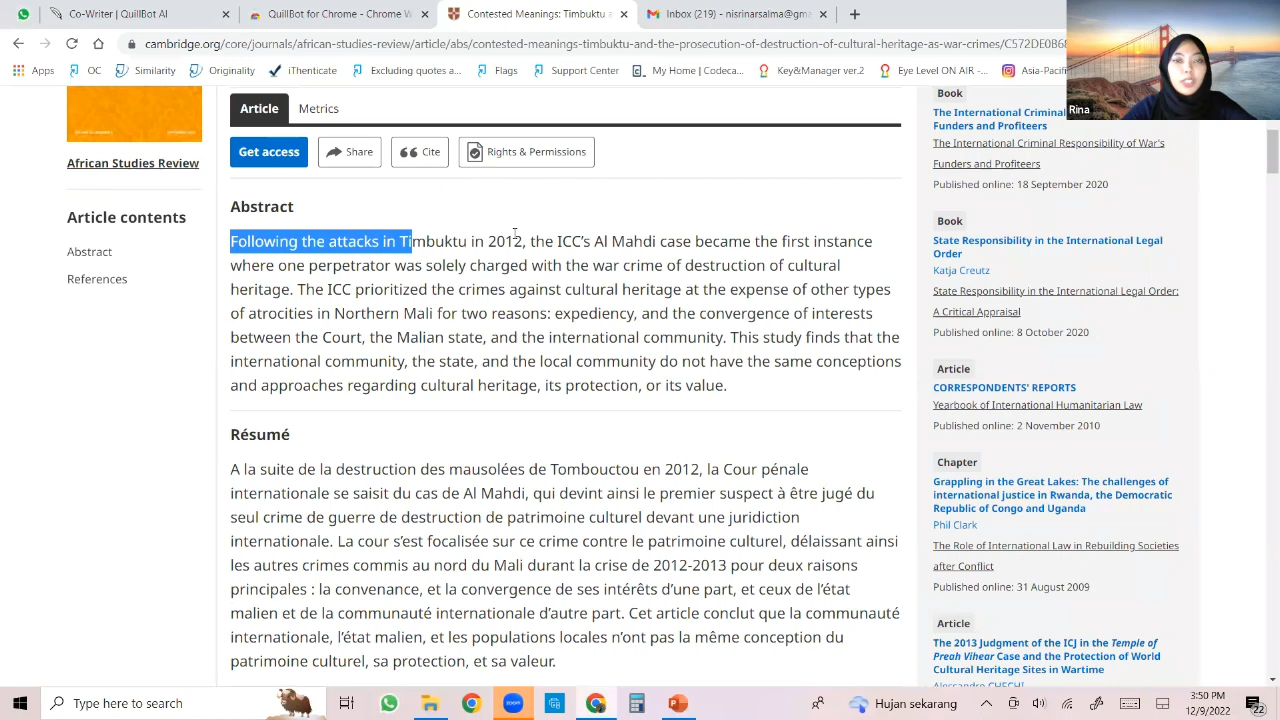 Chrome
Contested Meanings: Timbuktu a
Inbox (219) - nisrinarsalma@gm
cambridge.org/core/journals/african-studies-review/article/abs/contested-meanings-timbuktu-and-the-prosecution-of-destruction-of-cultural-heritage-as-war-crimes/C572DE0B6
Apps
OC
Similarity
Originality
iThenticate
Excluding quotes a...
Flags
Support Center
My Home | Codeca...
Key&Manager ver.2
Eye Level ON AIR -...
Asia-Pacif
Rina
African Studies Review
Article contents
Abstract
References
Article
Metrics
Get access
Share
Cite
Rights & Permissions
Abstract
Following the attacks in Timbuktu in 2012, the ICC's Al Mahdi case became the first instance
where one perpetrator was solely charged with the war crime of destruction of cultural
heritage. The ICC prioritized the crimes against cultural heritage at the expense of other types
of atrocities in Northern Mali for two reasons: expediency, and the convergence of interests
between the Court, the Malian state, and the international community. This study finds that the
international community, the state, and the local community do not have the same conceptions
and approaches regarding cultural heritage, its protection, or its value.
Résumé
A la suite de la destruction des mausolées de Tombouctou en 2012, la Cour pénale
internationale se saisit du cas de Al Mahdi, qui devint ainsi le premier suspect à être jugé du
seul crime de guerre de destruction de patrimoine culturel devant une juridiction
internationale. La cour s'est focalisée sur ce crime contre le patrimoine culturel, délaissant ainsi
les autres crimes commis au nord du Mali durant la crise de 2012-2013 pour deux raisons
principales : la convenance, et la convergence de ses intérêts d'une part, et ceux de l'état
malien et de la communauté internationale d'autre part. Cet article conclut que la communauté
internationale, l'état malien, et les populations locales n'ont pas la même conception du
patrimoine culturel, sa protection, et sa valeur.
Book
The International Criminal
Funders and Profiteers
The International Criminal Responsibility of War's
Funders and Profiteers
Published online: 18 September 2020
Book
State Responsibility in the International Legal
Order
Katja Creutz
State Responsibility in the International Legal Order:
A Critical Appraisal
Published online: 8 October 2020
Article
CORRESPONDENTS' REPORTS
Yearbook of International Humanitarian Law
Published online: 2 November 2010
Chapter
Grappling in the Great Lakes: The challenges of
international justice in Rwanda, the Democratic
Republic of Congo and Uganda
Phil Clark
The Role of International Law in Rebuilding Societies
after Conflict
Published online: 31 August 2009
Article
The 2013 Judgment of the ICJ in the Temple of
Preah Vihear Case and the Protection of World
Cultural Heritage Sites in Wartime
Alessandro CHECHI
Type here to search
zoom
Hujan sekarang
3:50 PM
12/9/2022
22